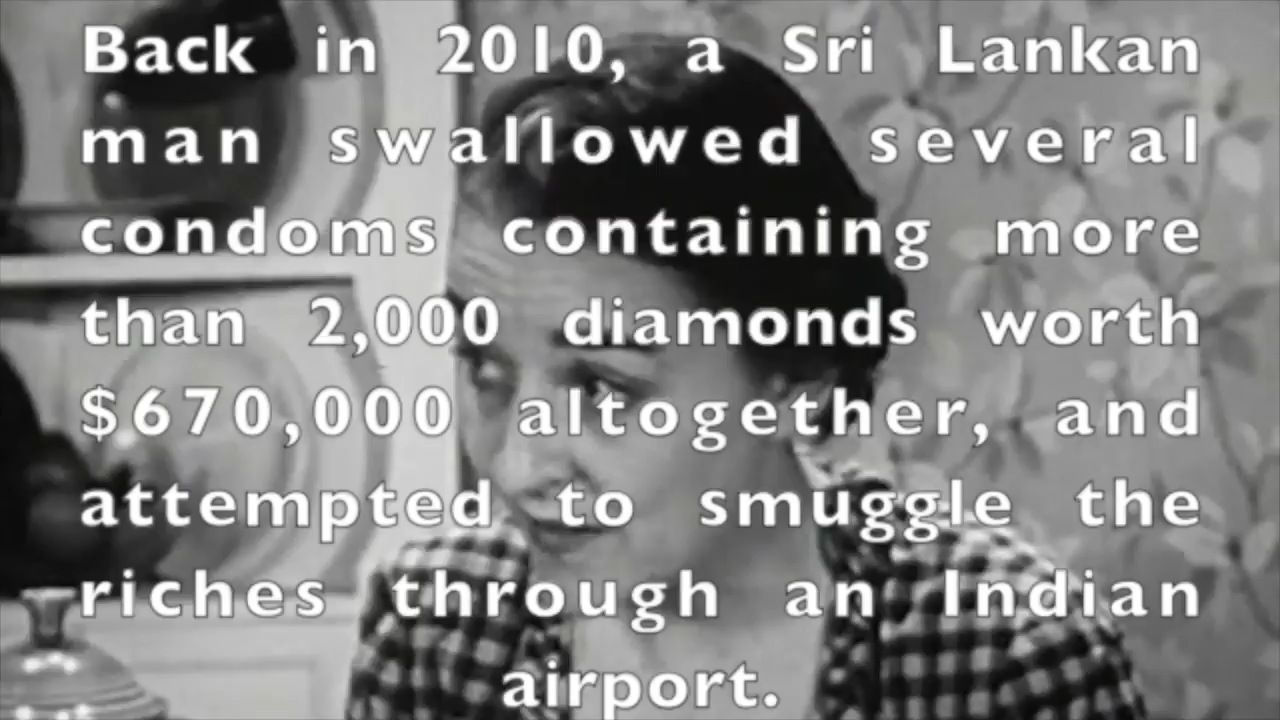 Back in 2010, a Sri Lankan
man swallowed several
condoms containing more
than 2,000 diamonds worth
$670,000 altogether, and
attempted to smuggle the
riches through an Indian
airport.